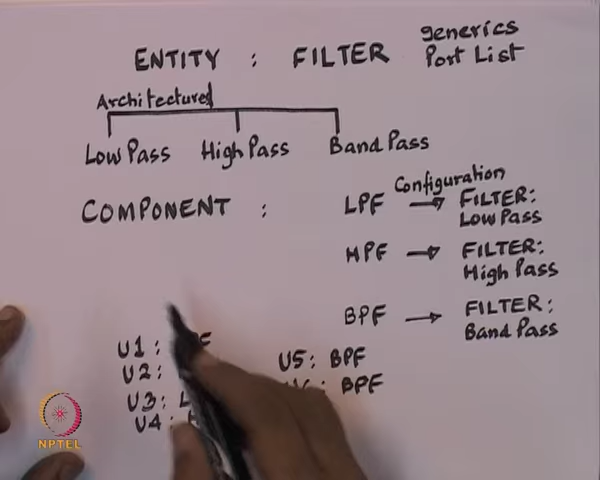 ENTITY : FILTER generics
Port List
Architectures
Low Pass High Pass Band Pass
COMPONENT : LPF Configuration → FILTER:
Low Pass
HPF → FILTER:
High Pass
BPF → FILTER:
Band Pass
U1:
U2:
U3: L
U4:
U5: BPF
BPF
NPTEL